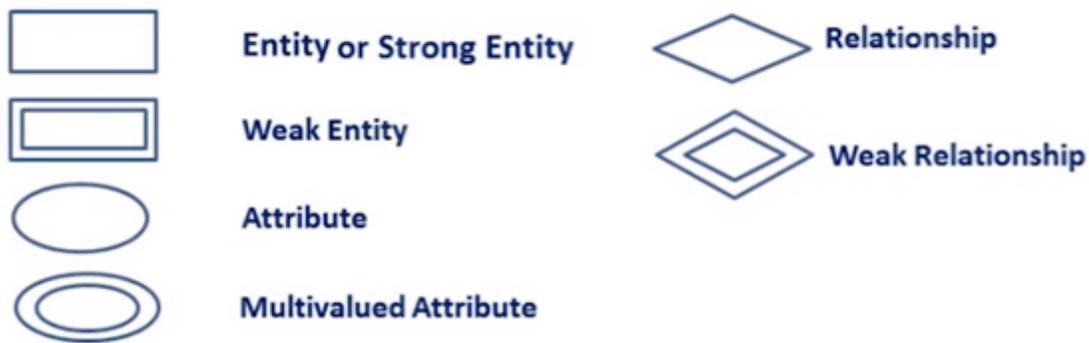 Entity or Strong Entity
Relationship
Weak Entity
Weak Relationship
Attribute
Multivalued Attribute